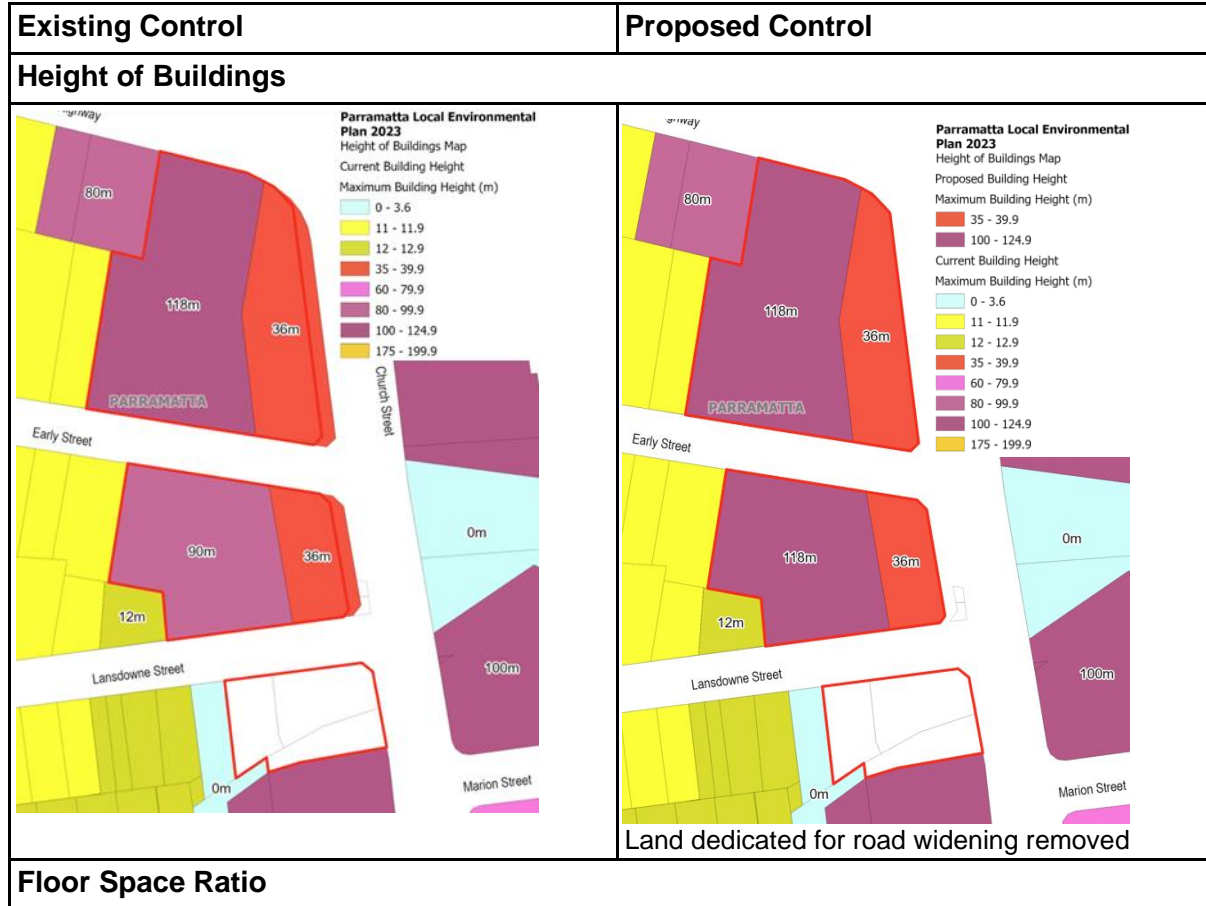 Existing Control
Proposed Control
Height of Buildings
Parramatta Local Environmental
Plan 2023
Height of Buildings Map
Current Building Height
Maximum Building Height (m)
0 - 3.6
11 - 11.9
12 - 12.9
35 - 39.9
60 - 79.9
80 - 99.9
100 - 124.9
175 - 199.9
80m
118m
36m
PARRAMATTA
Church Street
Early Street
90m
36m
0m
12m
Lansdowne Street
100m
0m
Marion Street
Parramatta Local Environmental
Plan 2023
Height of Buildings Map
Proposed Building Height
Maximum Building Height (m)
35 - 39.9
100 - 124.9
Current Building Height
Maximum Building Height (m)
0 - 3.6
11 - 11.9
12 - 12.9
35 - 39.9
60 - 79.9
80 - 99.9
100 - 124.9
175 - 199.9
80m
118m
36m
PARRAMATTA
Early Street
118m
36m
0m
12m
Lansdowne Street
100m
0m
Marion Street
Land dedicated for road widening removed
Floor Space Ratio